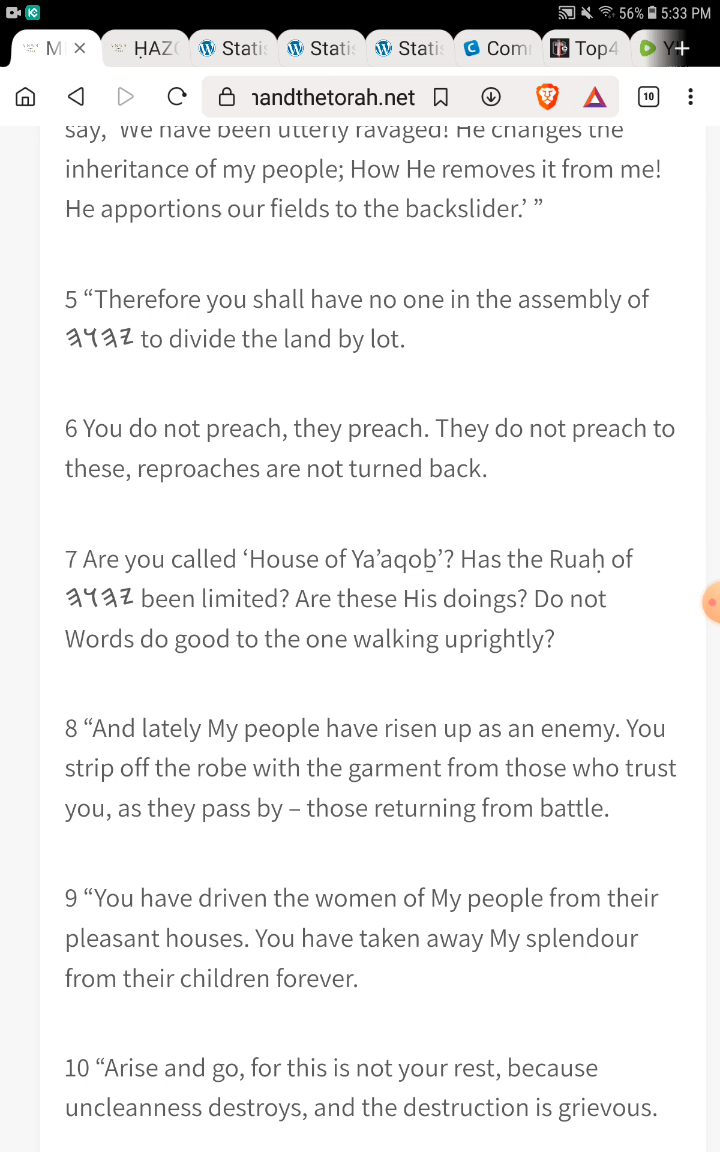 56% 5:33 PM
M ḤAZ Statis Statis Statis Comm Top4 Y
handthetorah.net 10
say, ‘We have been utterly ravaged! He changes the
inheritance of my people; How He removes it from me!
He apportions our fields to the backslider.’ ”
5 “Therefore you shall have no one in the assembly of
𐤉𐤄𐤅𐤄 to divide the land by lot.
6 You do not preach, they preach. They do not preach to
these, reproaches are not turned back.
7 Are you called ‘House of Ya’aqoḇ’? Has the Ruaḥ of
𐤉𐤄𐤅𐤄 been limited? Are these His doings? Do not
Words do good to the one walking uprightly?
8 “And lately My people have risen up as an enemy. You
strip off the robe with the garment from those who trust
you, as they pass by – those returning from battle.
9 “You have driven the women of My people from their
pleasant houses. You have taken away My splendour
from their children forever.
10 “Arise and go, for this is not your rest, because
uncleanness destroys, and the destruction is grievous.